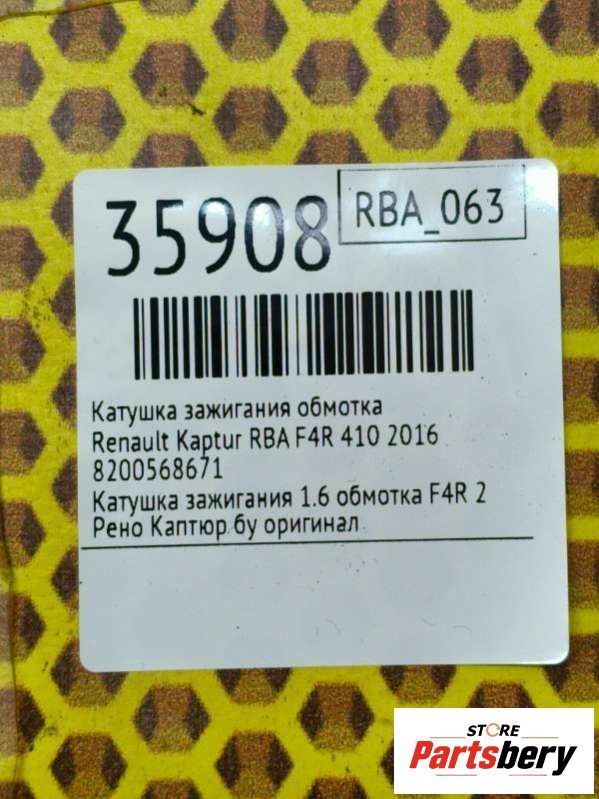 35908
RBA_063
Катушка зажигания обмотка
Renault Kaptur RBA F4R 410 2016
8200568671
Катушка зажигания 1.6 обмотка F4R 2
Рено Каптюр бу оригинал
STORE
Partsbery